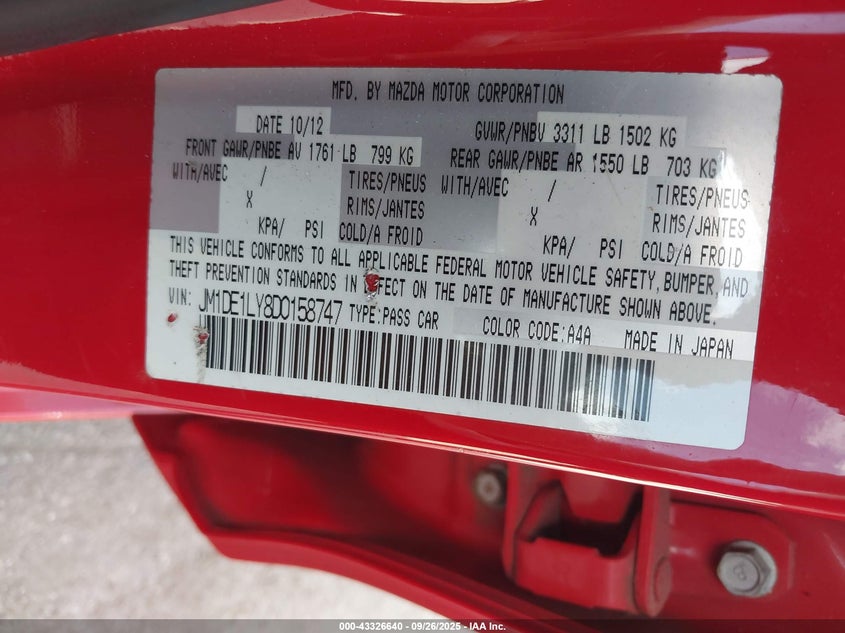 MFD. BY MAZDA MOTOR CORPORATION
DATE 10/12 GVWR/PNBV 3311 LB 1502 KG
FRONT GAWR/PNBE AV 1761 LB 799 KG REAR GAWR/PNBE AR 1550 LB 703 KG
WITH/AVEC / TIRES/PNEUS WITH/AVEC / TIRES/PNEUS
X RIMS/JANTES X RIMS/JANTES
KPA/ PSI COLD/A FROID KPA/ PSI COLD/A FROID
THIS VEHICLE CONFORMS TO ALL APPLICABLE FEDERAL MOTOR VEHICLE SAFETY, BUMPER, AND
THEFT PREVENTION STANDARDS IN EFFECT ON THE DATE OF MANUFACTURE SHOWN ABOVE.
VIN: JM1DE1LY8D0158747 TYPE:PASS CAR COLOR CODE:A4A MADE IN JAPAN
000-43326640 - 09/26/2025 - IAA Inc.